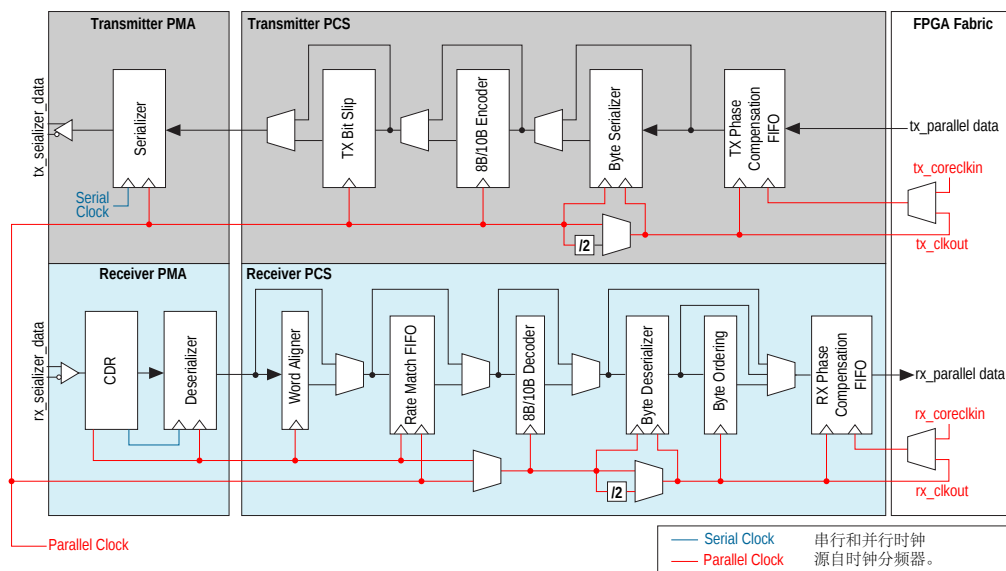 Transmitter PMA
Transmitter PCS
FPGA Fabric
tx_seializer_data
Serializer
TX Bit Slip
8B/10B Encoder
Byte Serializer
TX Phase
Compensation
FIFO
tx_parallel data
tx_coreclkin
Serial
Clock
/2
tx_clkout
Receiver PMA
Receiver PCS
rx_seializer_data
CDR
Deserializer
Word Aligner
Rate Match FIFO
8B/10B Decoder
Byte Deserializer
Byte Ordering
RX Phase
Compensation
FIFO
rx_parallel data
rx_coreclkin
/2
rx_clkout
Parallel Clock
Serial Clock
Parallel Clock
串行和并行时钟
源自时钟分频器。